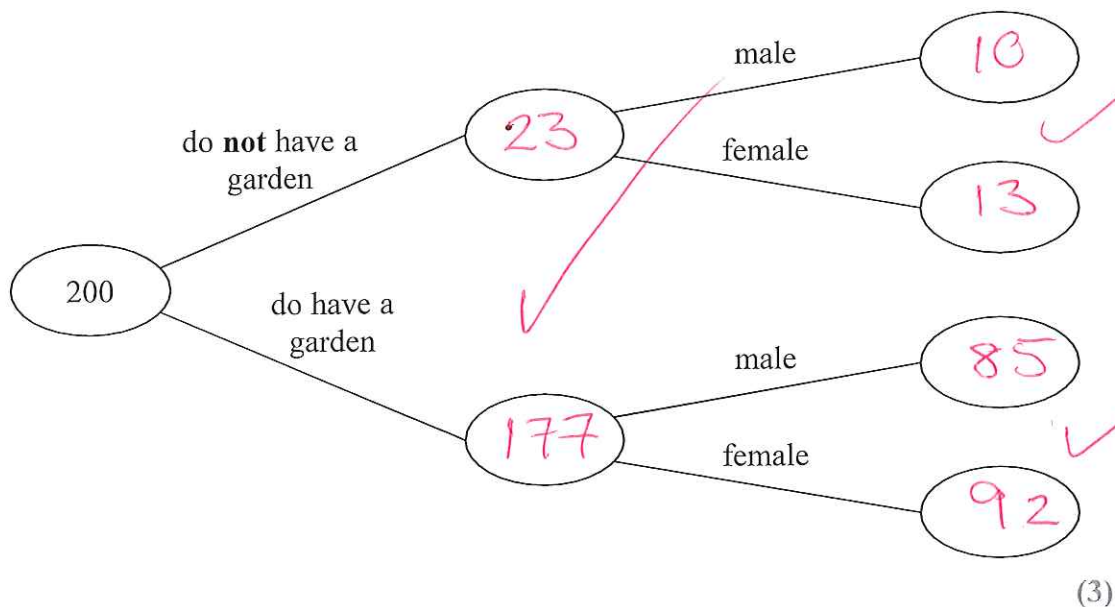 male
10
do not have a
garden
23
female
13
200
do have a
garden
male
85
177
female
92
(3)